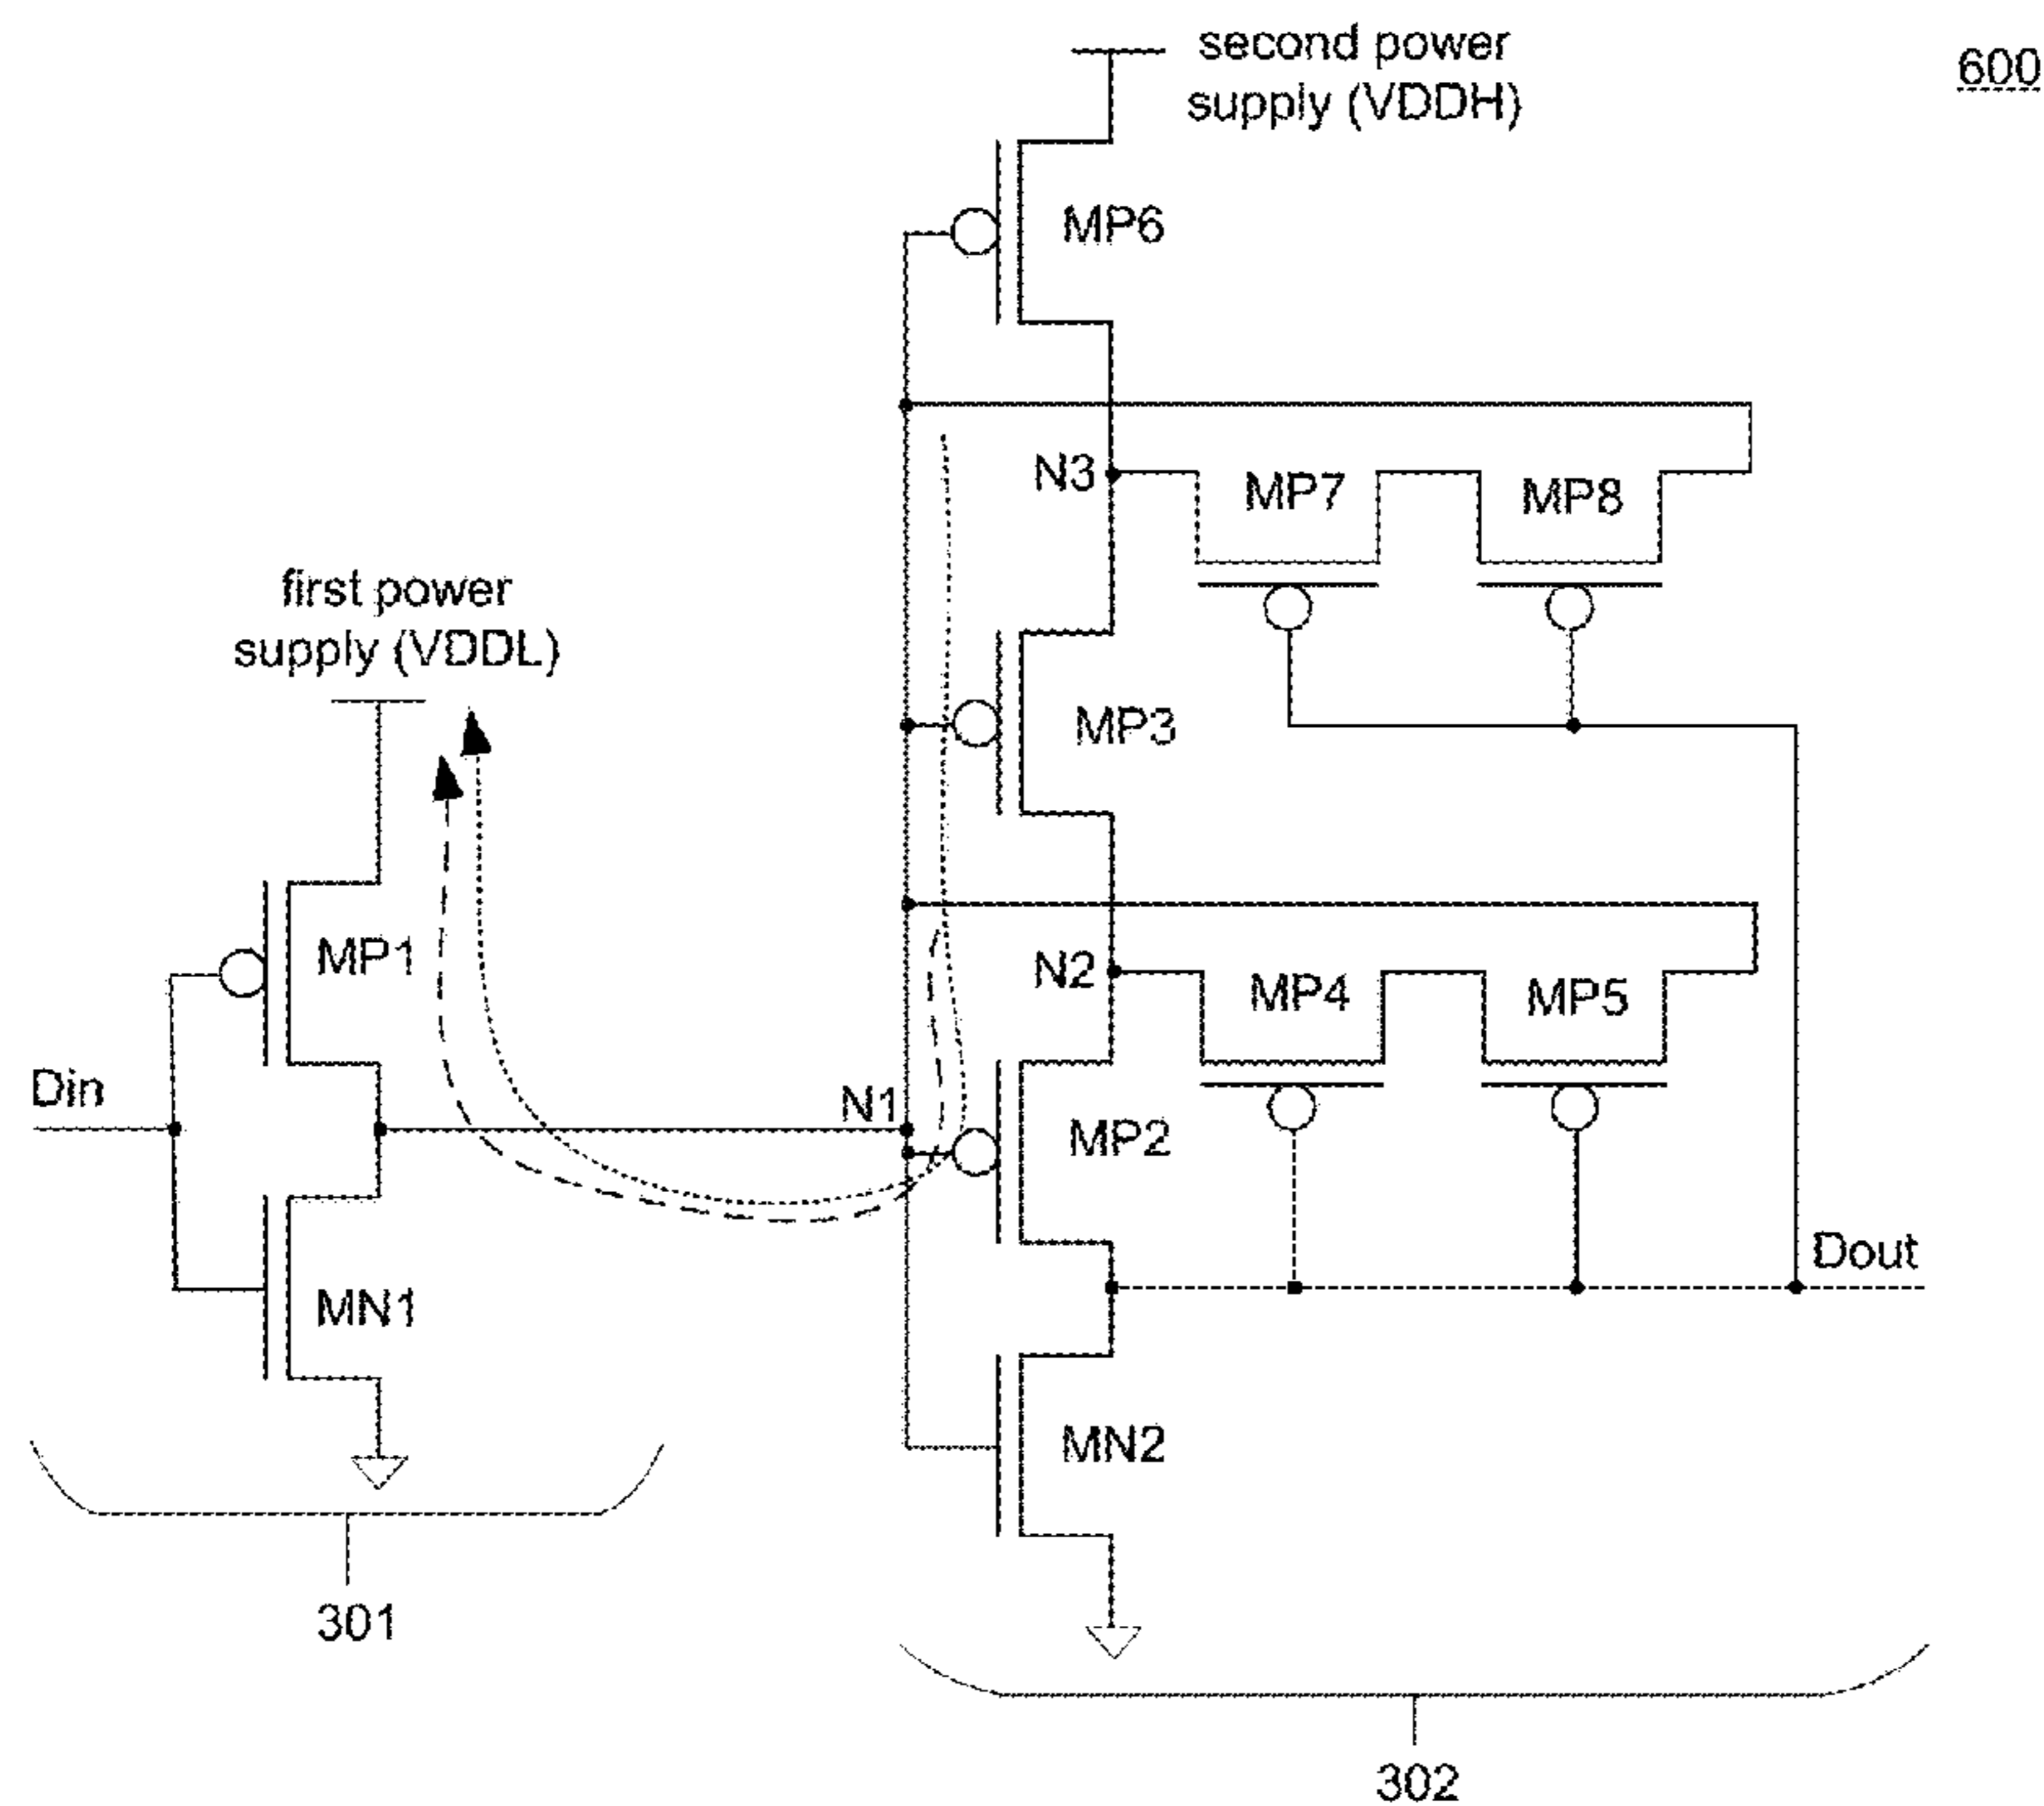 second power
supply (VDDH)
600
MP6
N3
MP7
MP8
first power
supply (VDDL)
MP3
MP1
N2
MP4
MP5
Din
N1
MP2
Dout
MN1
MN2
301
302